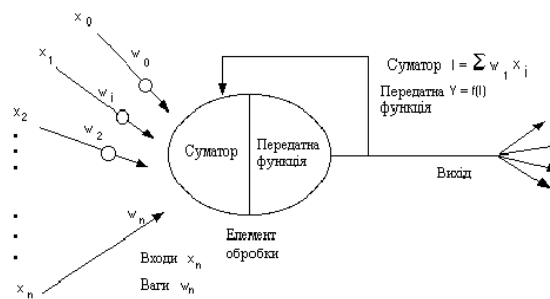 x₀
x₁
w₀
wᵢ
x₂
w₂
wₙ
xₙ
Суматор I = Σ w₁ xᵢ
Передатна Y = f(I)
функція
Суматор
Передатна
функція
Вихід
Елемент
обробки
Входи xₙ
Ваги wₙ